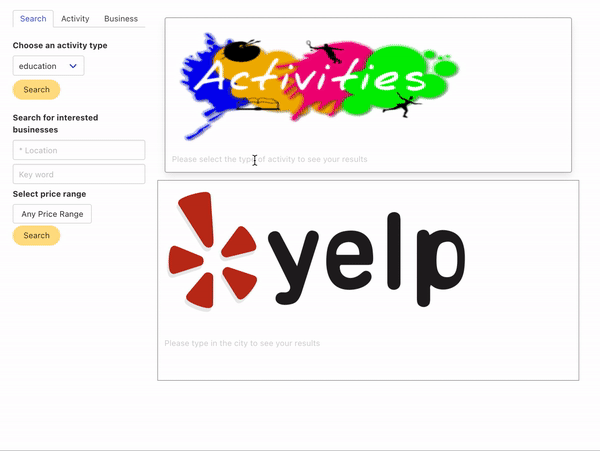 Search Activity Business
Choose an activity type
education
Search
Search for interested
businesses
* Location
Key word
Select price range
Any Price Range
Search
Activities
Please select the type of activity to see your results
yelp
Please type in the city to see your results